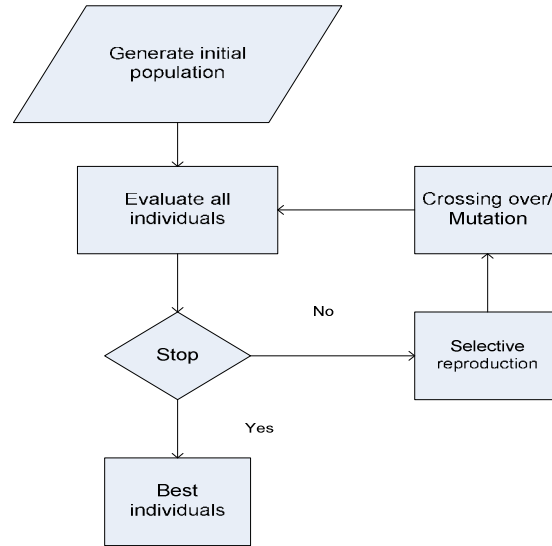 Generate initial
population
Evaluate all
individuals
Crossing over/
Mutation
No
Stop
Selective
reproduction
Yes
Best
individuals